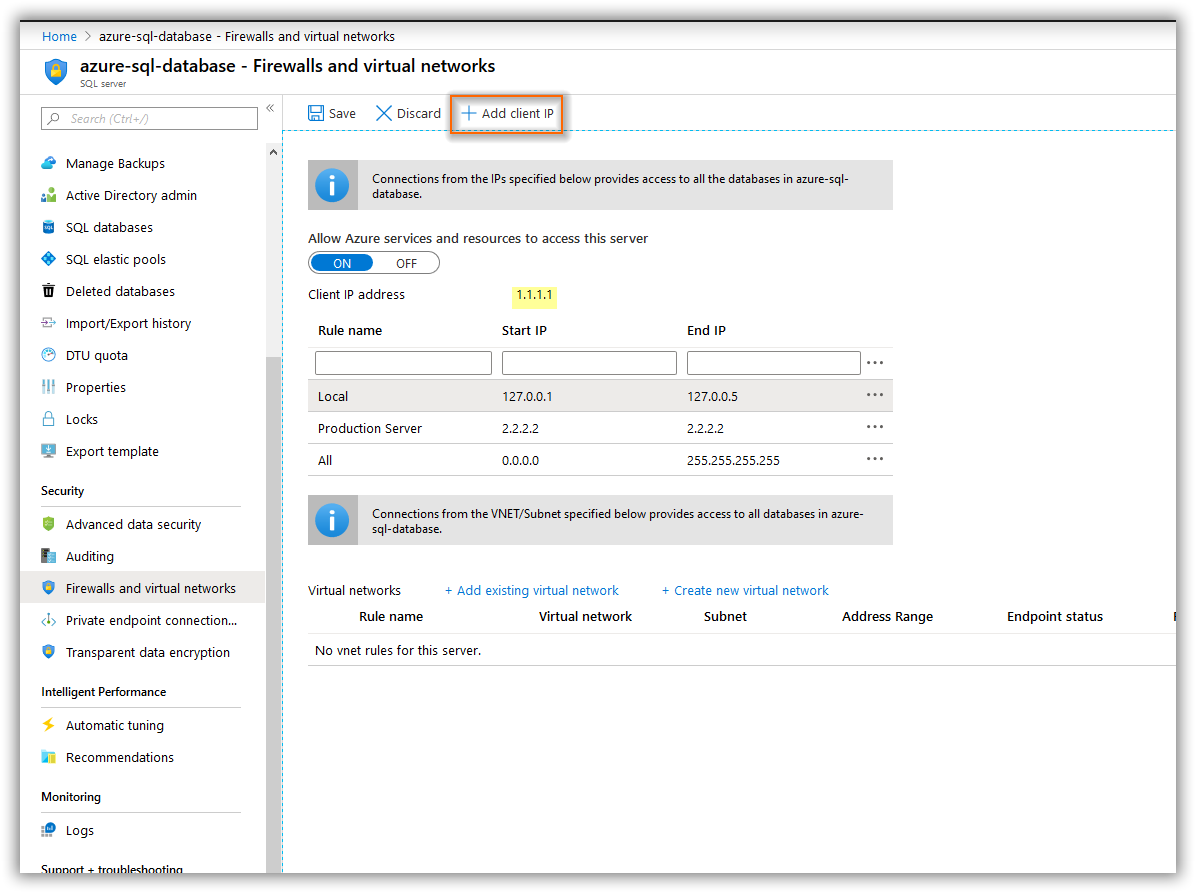 Home > azure-sql-database - Firewalls and virtual networks
azure-sql-database - Firewalls and virtual networks
SQL server
Search (Ctrl+/)
«
Manage Backups
Active Directory admin
SQL databases
SQL elastic pools
Deleted databases
Import/Export history
DTU quota
Properties
Locks
Export template
Security
Advanced data security
Auditing
Firewalls and virtual networks
Private endpoint connection...
Transparent data encryption
Intelligent Performance
Automatic tuning
Recommendations
Monitoring
Logs
Support + troubleshooting
Save Discard + Add client IP
Connections from the IPs specified below provides access to all the databases in azure-sql-
database.
Allow Azure services and resources to access this server
ON OFF
Client IP address 1.1.1.1
Rule name Start IP End IP
...
Local 127.0.0.1 127.0.0.5 ...
Production Server 2.2.2.2 2.2.2.2 ...
All 0.0.0.0 255.255.255.255 ...
Connections from the VNET/Subnet specified below provides access to all databases in azure-
sql-database.
Virtual networks + Add existing virtual network + Create new virtual network
Rule name Virtual network Subnet Address Range Endpoint status
No vnet rules for this server.